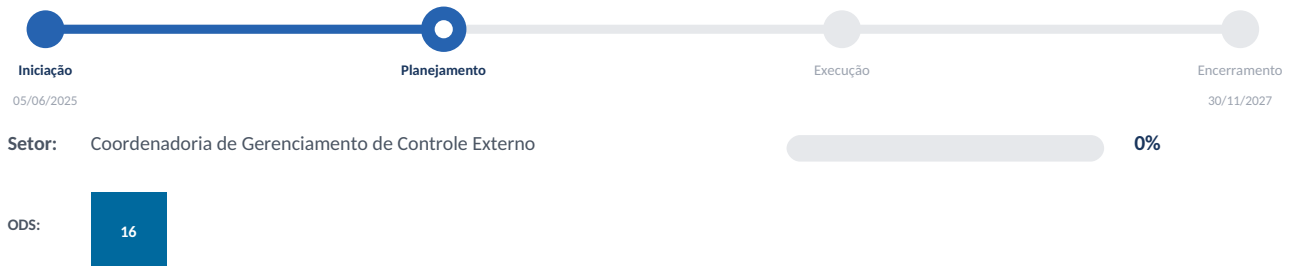 Iniciação Planejamento Execução Encerramento
05/06/2025 30/11/2027
Setor: Coordenadoria de Gerenciamento de Controle Externo 0%
ODS: 16